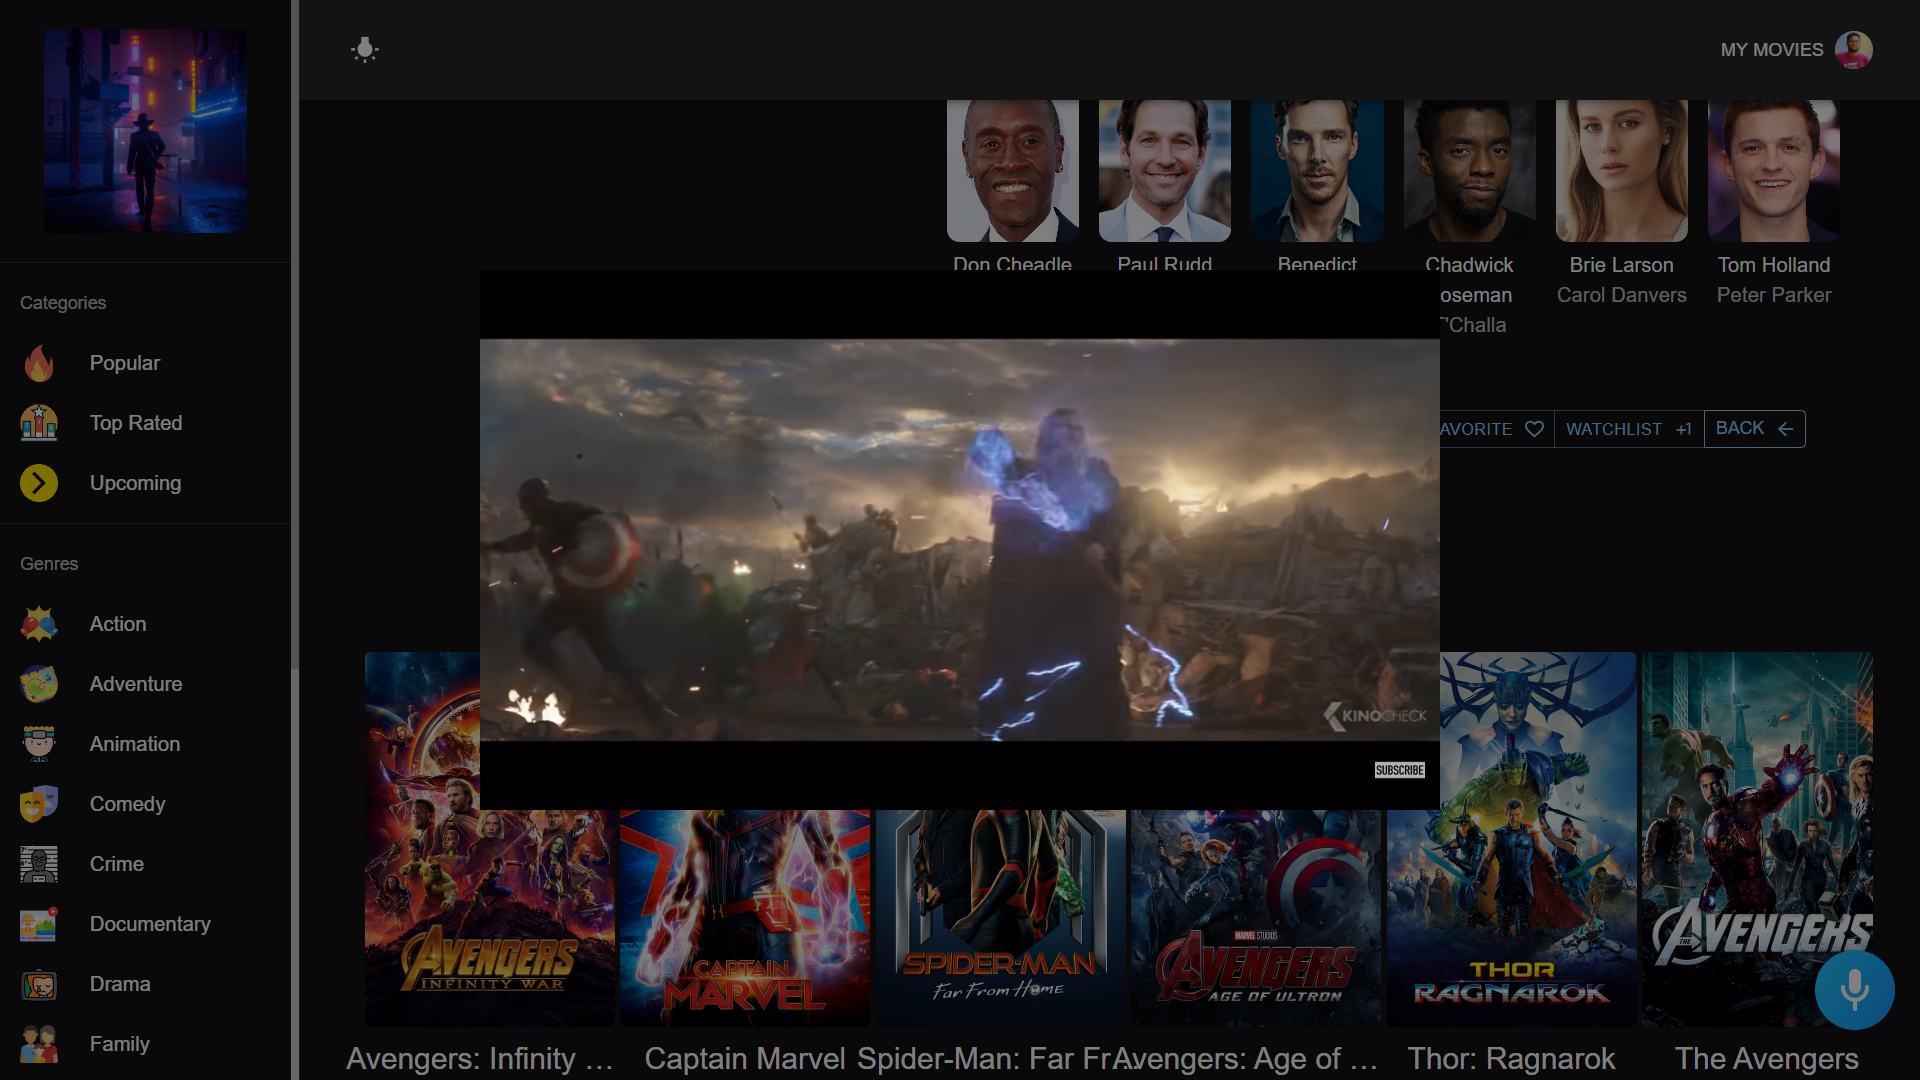 MY MOVIES
Categories
Popular
Top Rated
Upcoming
Genres
Action
Adventure
Animation
Comedy
Crime
Documentary
Drama
Family
Don Cheadle
Paul Rudd
Benedict
Chadwick
oseman
T'Challa
Brie Larson
Carol Danvers
Tom Holland
Peter Parker
AVORITE
WATCHLIST +1
BACK
KINOCHECK
SUBSCRIBE
AVENGERS
INFINITY WAR
CAPTAIN
MARVEL
SPIDER-MAN
Far From Home
MARVEL STUDIOS
AVENGERS
AGE OF ULTRON
THOR
RAGNAROK
THE AVENGERS
Avengers: Infinity ...
Captain Marvel
Spider-Man: Far Fr...
Avengers: Age of ...
Thor: Ragnarok
The Avengers